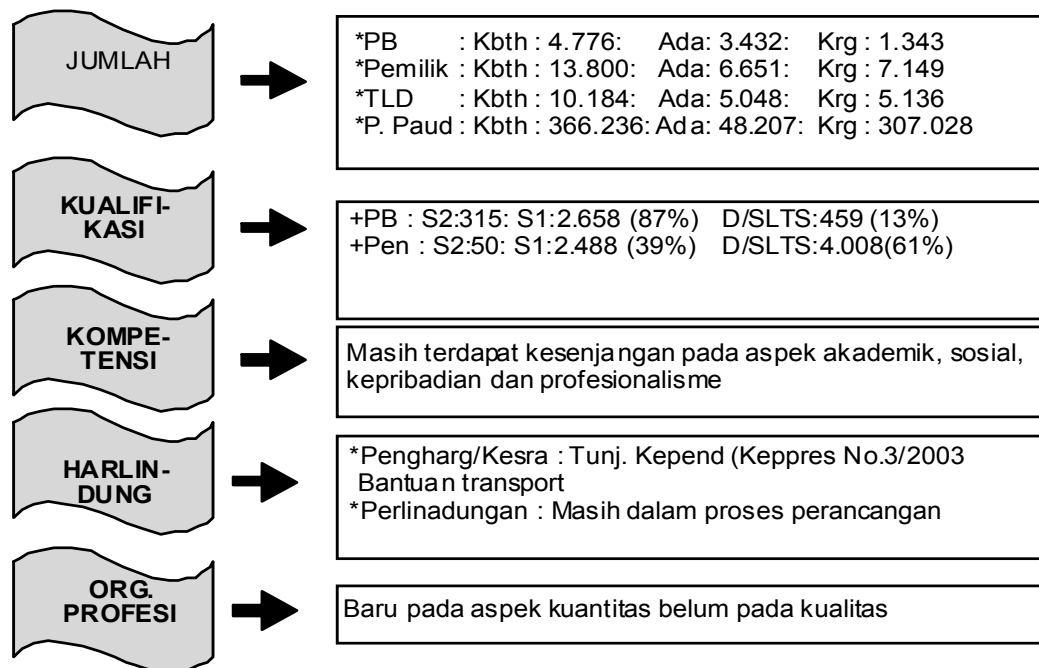 JUMLAH
*PB : Kbth : 4.776: Ada: 3.432: Krg : 1.343
*Pemilik : Kbth : 13.800: Ada: 6.651: Krg : 7.149
*TLD : Kbth : 10.184: Ada: 5.048: Krg : 5.136
*P. Paud : Kbth : 366.236: Ada: 48.207: Krg : 307.028
KUALIFI-
KASI
+PB : S2:315: S1:2.658 (87%) D/SLTS:459 (13%)
+Pen : S2:50: S1:2.488 (39%) D/SLTS:4.008(61%)
KOMPE-
TENSI
Masih terdapat kesenjangan pada aspek akademik, sosial,
kepribadian dan profesionalisme
HARLIN-
DUNG
*Pengharg/Kesra : Tunj. Kepend (Keppres No.3/2003
Bantuan transport
*Perlinadungan : Masih dalam proses perancangan
ORG.
PROFESI
Baru pada aspek kuantitas belum pada kualitas